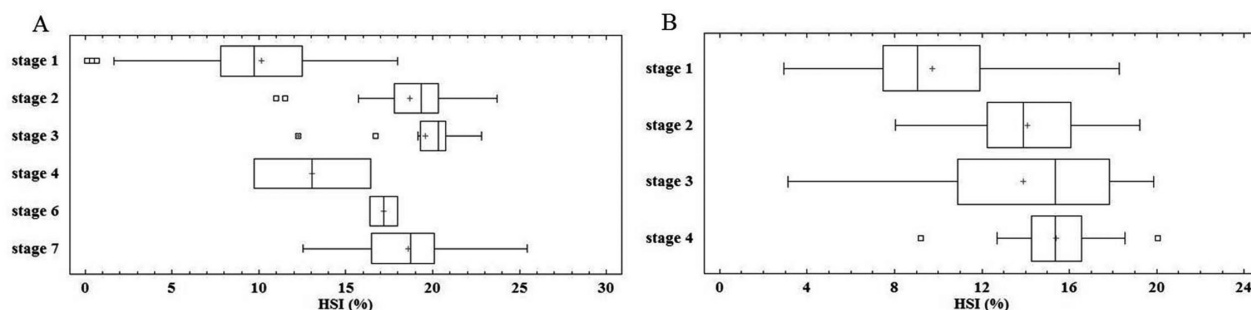 A
stage 1
stage 2
stage 3
stage 4
stage 6
stage 7
0 5 10 15 20 25 30
HSI (%)
B
stage 1
stage 2
stage 3
stage 4
0 4 8 12 16 20 24
HSI (%)